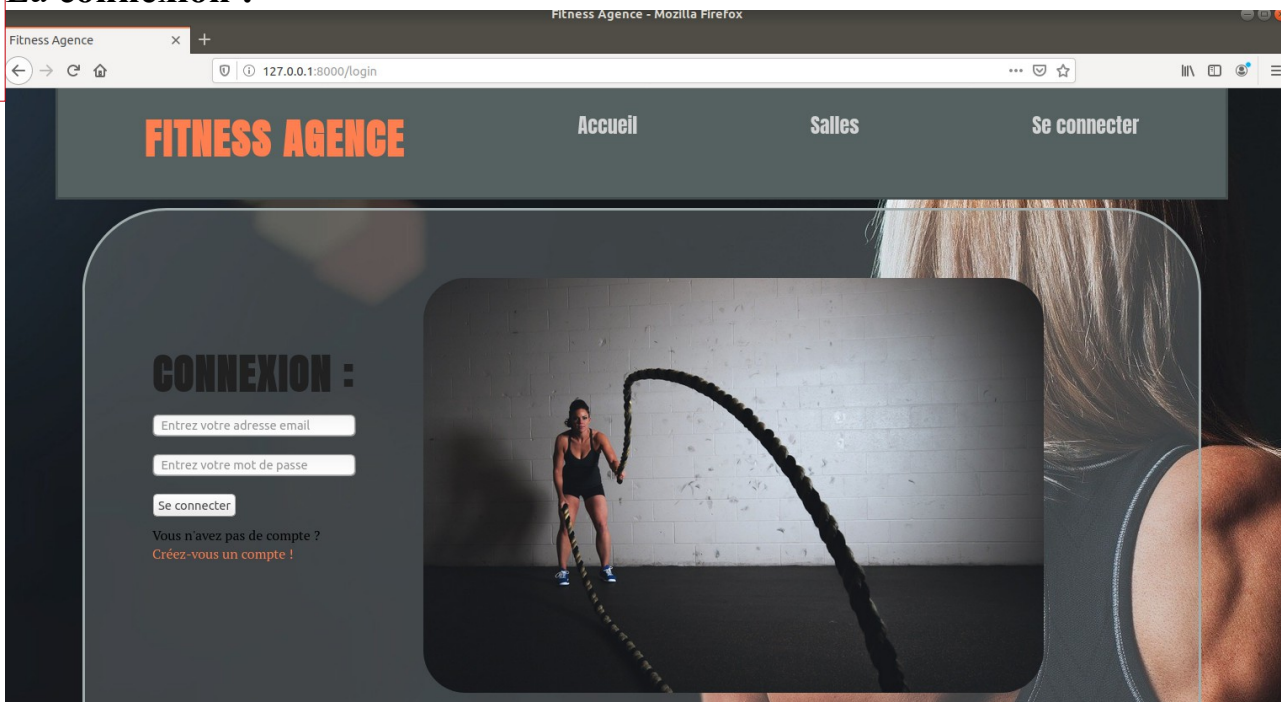 La connexion :
Fitness Agence - Mozilla Firefox
Fitness Agence
127.0.0.1:8000/login
FITNESS AGENCE
Accueil
Salles
Se connecter
CONNEXION :
Entrez votre adresse email
Entrez votre mot de passe
Se connecter
Vous n'avez pas de compte ?
Créez-vous un compte !